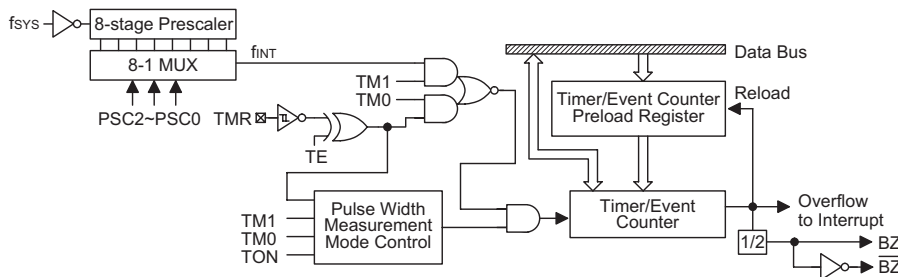 fSYS
8-stage Prescaler
8-1 MUX
fINT
PSC2~PSC0
TM1
TM0
TMR
TE
Data Bus
Timer/Event Counter
Preload Register
Reload
TM1
TM0
TON
Pulse Width
Measurement
Mode Control
Timer/Event
Counter
Overflow
to Interrupt
1/2
BZ
B̅Z̅